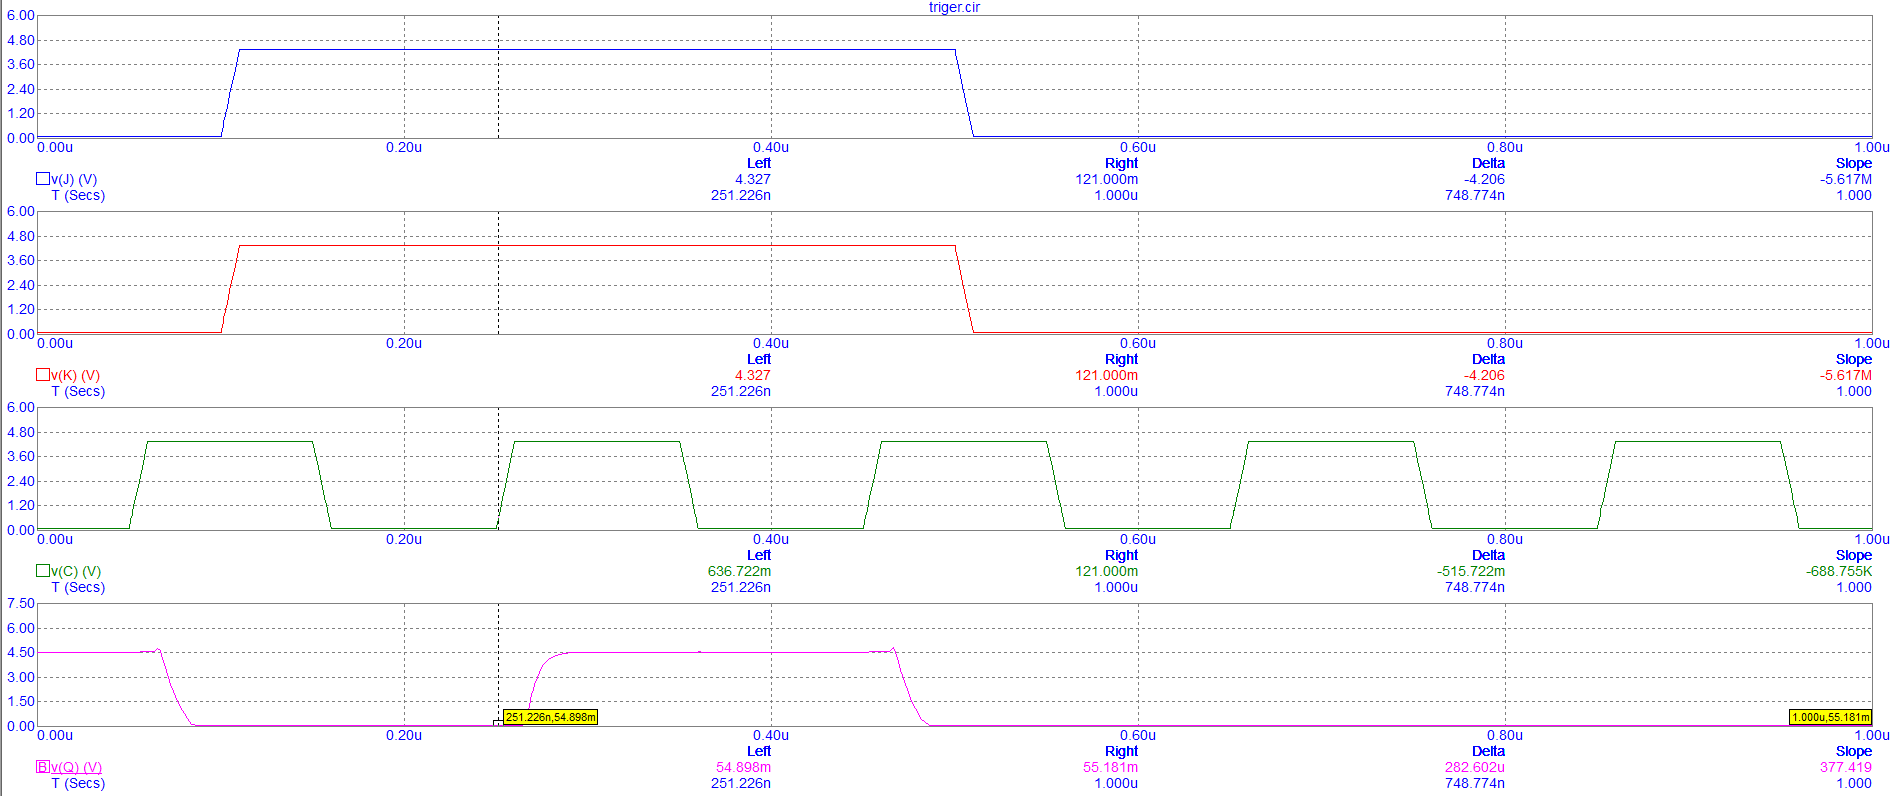 triger.cir
6.00
4.80
3.60
2.40
1.20
0.00
0.00u 0.20u 0.40u 0.60u 0.80u 1.00u
Left Right Delta Slope
v(J) (V) 4.327 121.000m -4.206 -5.617M
T (Secs) 251.226n 1.000u 748.774n 1.000
6.00
4.80
3.60
2.40
1.20
0.00
0.00u 0.20u 0.40u 0.60u 0.80u 1.00u
Left Right Delta Slope
v(K) (V) 4.327 121.000m -4.206 -5.617M
T (Secs) 251.226n 1.000u 748.774n 1.000
6.00
4.80
3.60
2.40
1.20
0.00
0.00u 0.20u 0.40u 0.60u 0.80u 1.00u
Left Right Delta Slope
v(C) (V) 636.722m 121.000m -515.722m -688.755K
T (Secs) 251.226n 1.000u 748.774n 1.000
7.50
6.00
4.50
3.00
1.50
251.226n,54.898m 1.000u,55.181m
0.00
0.00u 0.20u 0.40u 0.60u 0.80u 1.00u
Left Right Delta Slope
B v(Q) (V) 54.898m 55.181m 282.602u 377.419
T (Secs) 251.226n 1.000u 748.774n 1.000